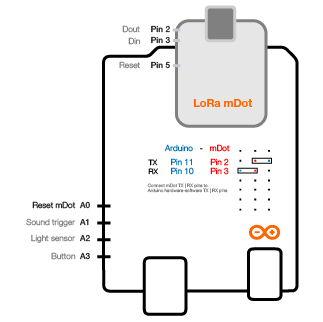 Dout Pin 2
Din Pin 3
Reset Pin 5
LoRa mDot
Arduino - mDot
TX Pin 11 Pin 2
RX Pin 10 Pin 3
Connect mDot TX | RX pins to
Arduino hardware-software TX | RX pins
Reset mDot A0
Sound trigger A1
Light sensor A2
Button A3